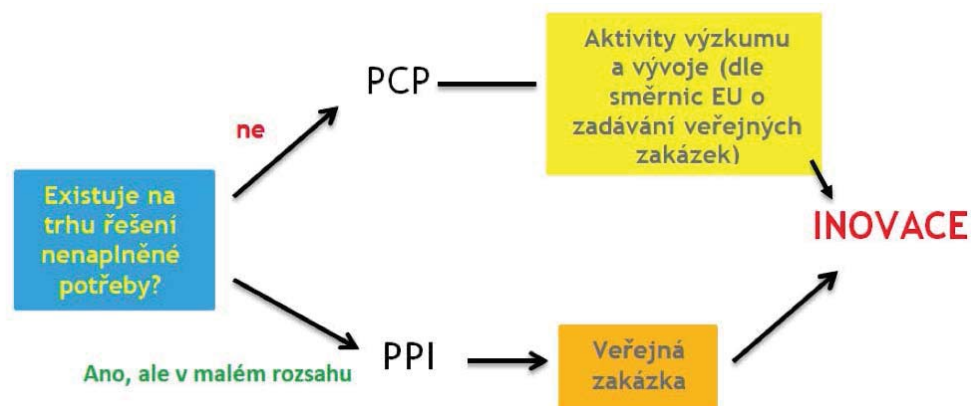 Existuje na
trhu řešení
nenaplněné
potřeby?
ne
PCP
Aktivity výzkumu
a vývoje (dle
směrnic EU o
zadávání veřejných
zakázek)
Ano, ale v malém rozsahu
PPI
Veřejná
zakázka
INOVACE